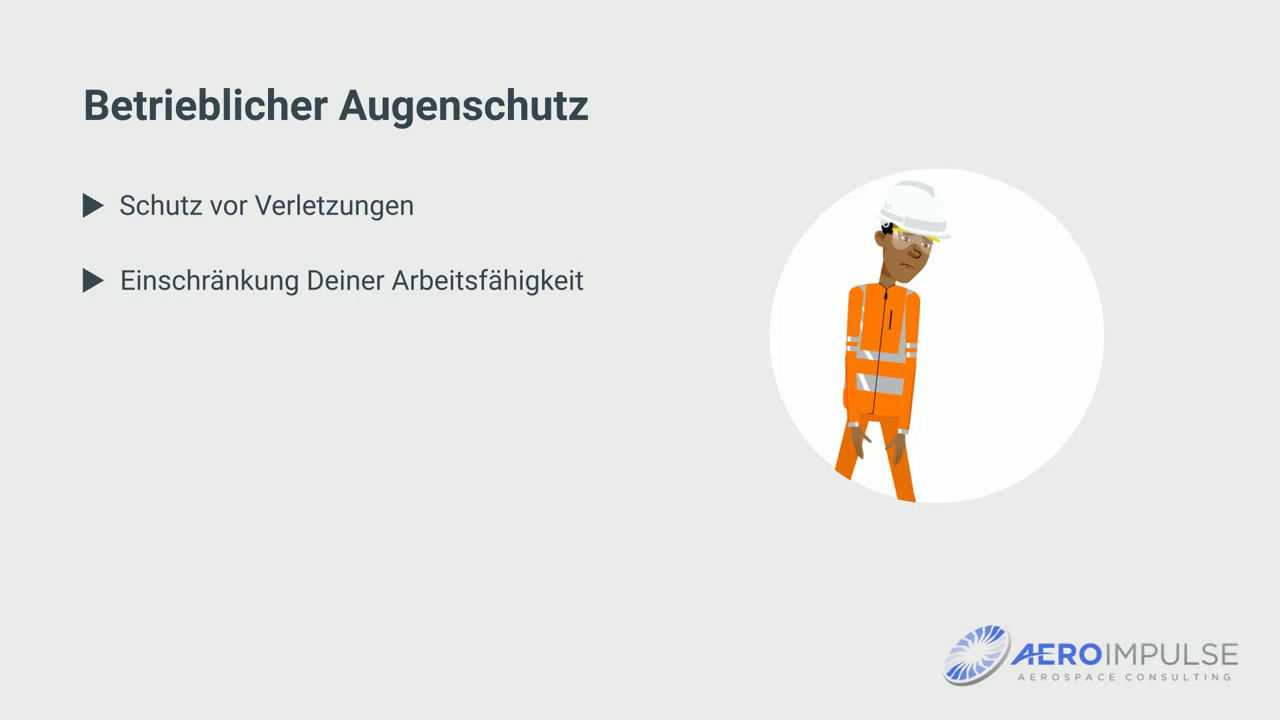 Betrieblicher Augenschutz
Schutz vor Verletzungen
Einschränkung Deiner Arbeitsfähigkeit
AEROIMPULSE
AEROSPACE CONSULTING